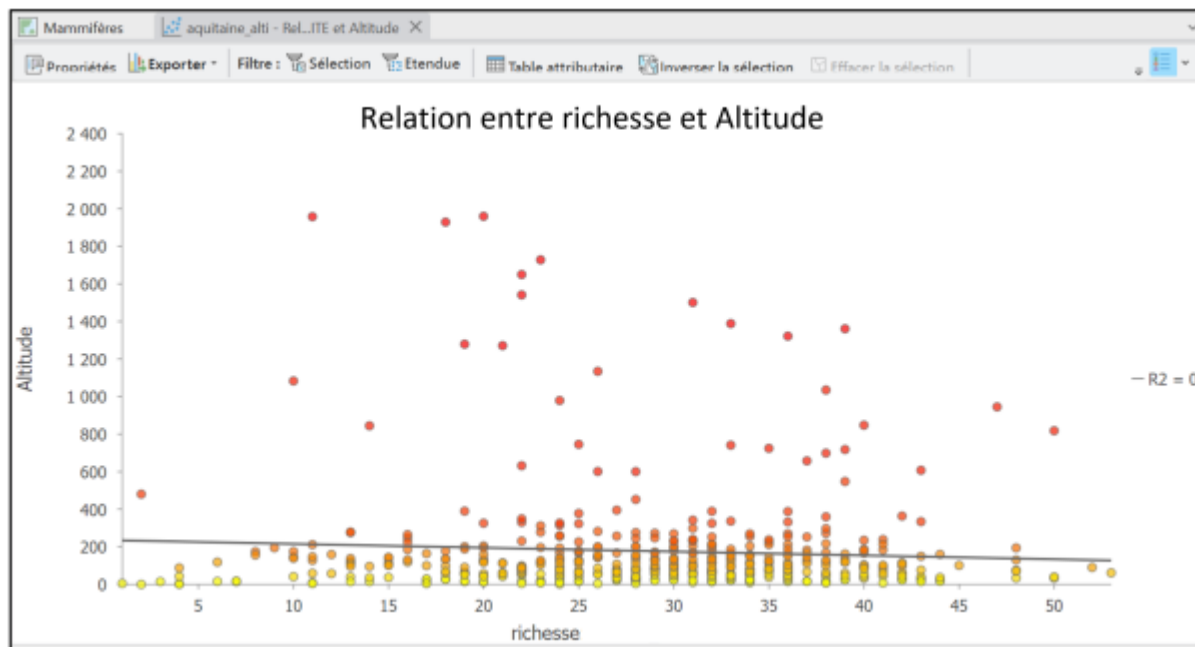 Mammifères aquitaine_alti - Rel...ITE et Altitude
Propriétés Exporter Filtre : Sélection Etendue Table attributaire Inverser la sélection Effacer la sélection
Relation entre richesse et Altitude
2 400
2 200
2 000
1 800
1 600
1 400
1 200
1 000
800
600
400
200
0
Altitude
5 10 15 20 25 30 35 40 45 50
richesse
R2 = 0